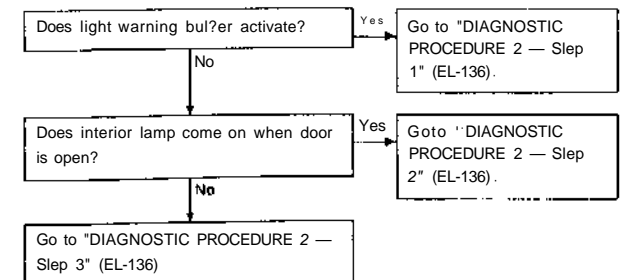 Does light warning bul?er activate?
Yes
Go to "DIAGNOSTIC
PROCEDURE 2 — Slep
1" (EL-136).
No
Does interior lamp come on when door
is open?
Yes
Goto '"DIAGNOSTIC
PROCEDURE 2 — Slep
2" (EL-136).
No
Go to "DIAGNOSTIC PROCEDURE 2 —
Slep 3" (EL-136)